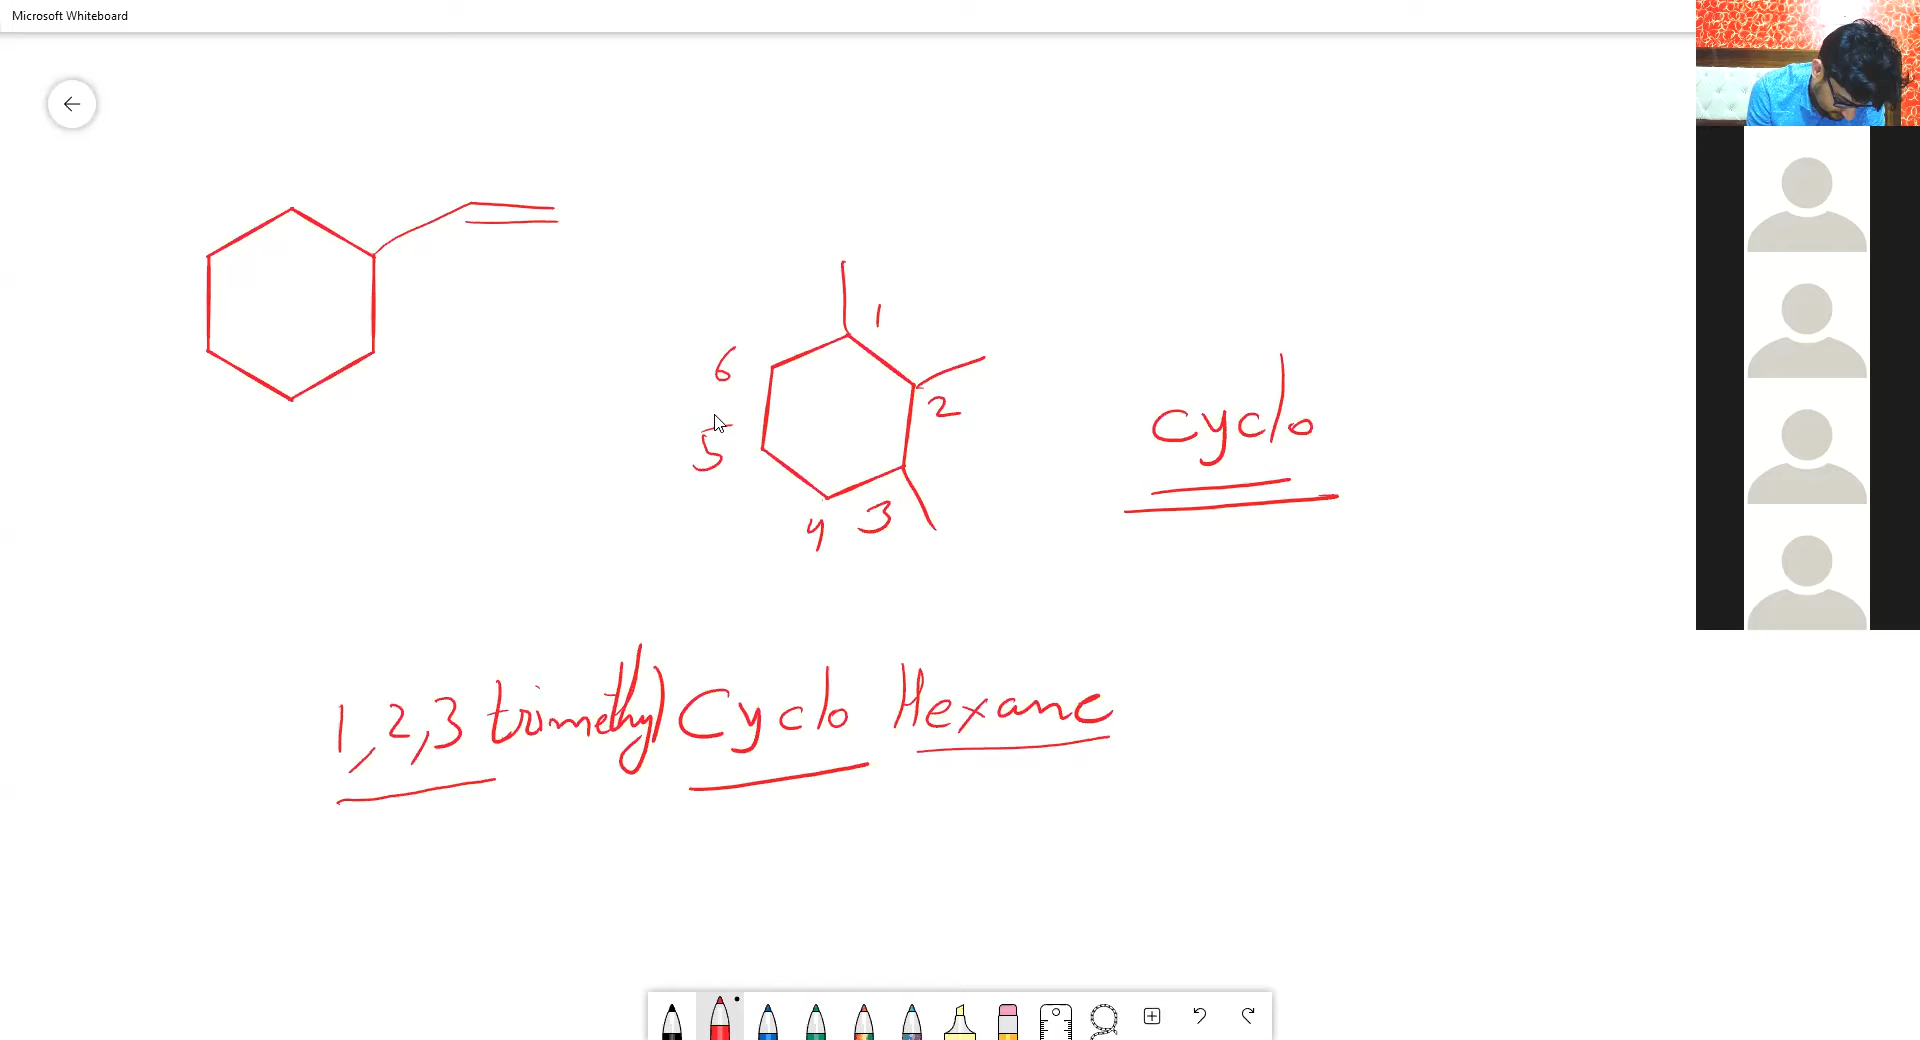 Microsoft Whiteboard
1
6
2
cyclo
5
4 3
1,2,3 trimethyl Cyclo Hexane